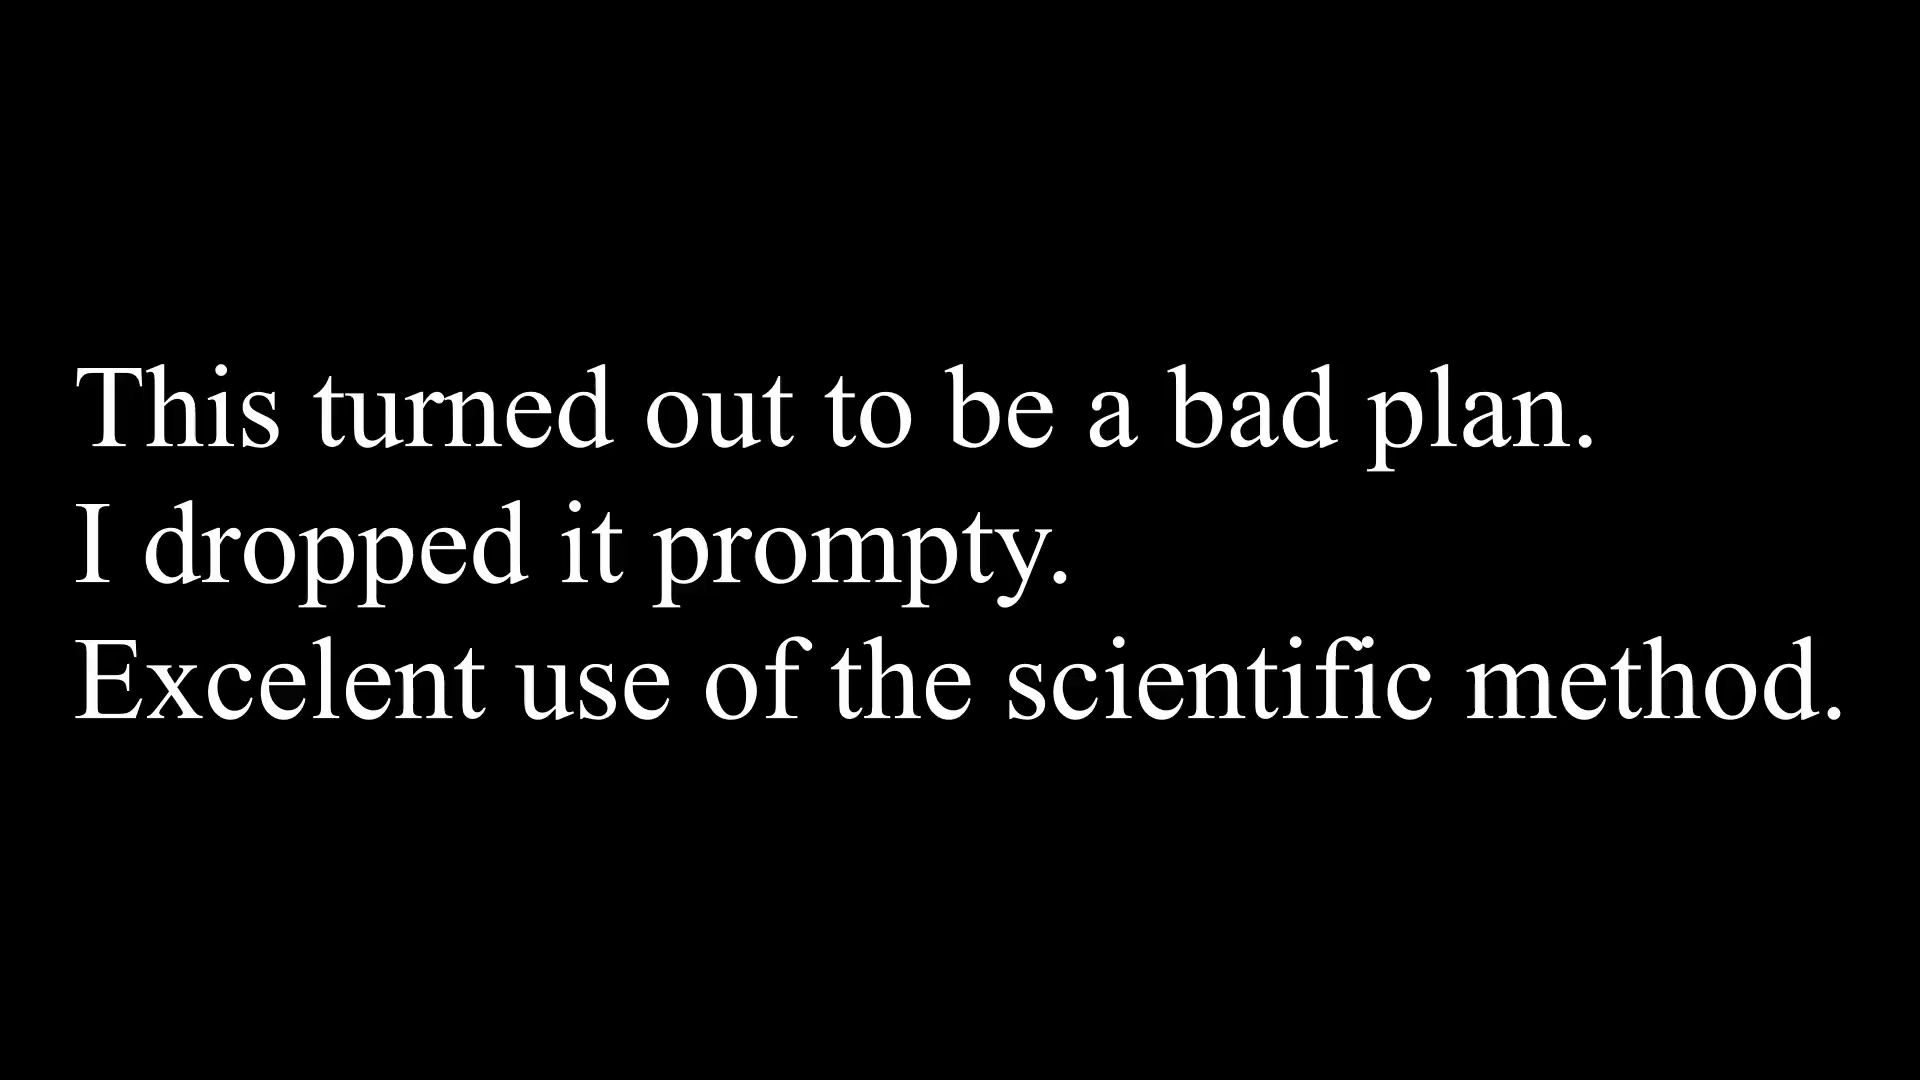 This turned out to be a bad plan.
I dropped it prompty.
Excelent use of the scientific method.